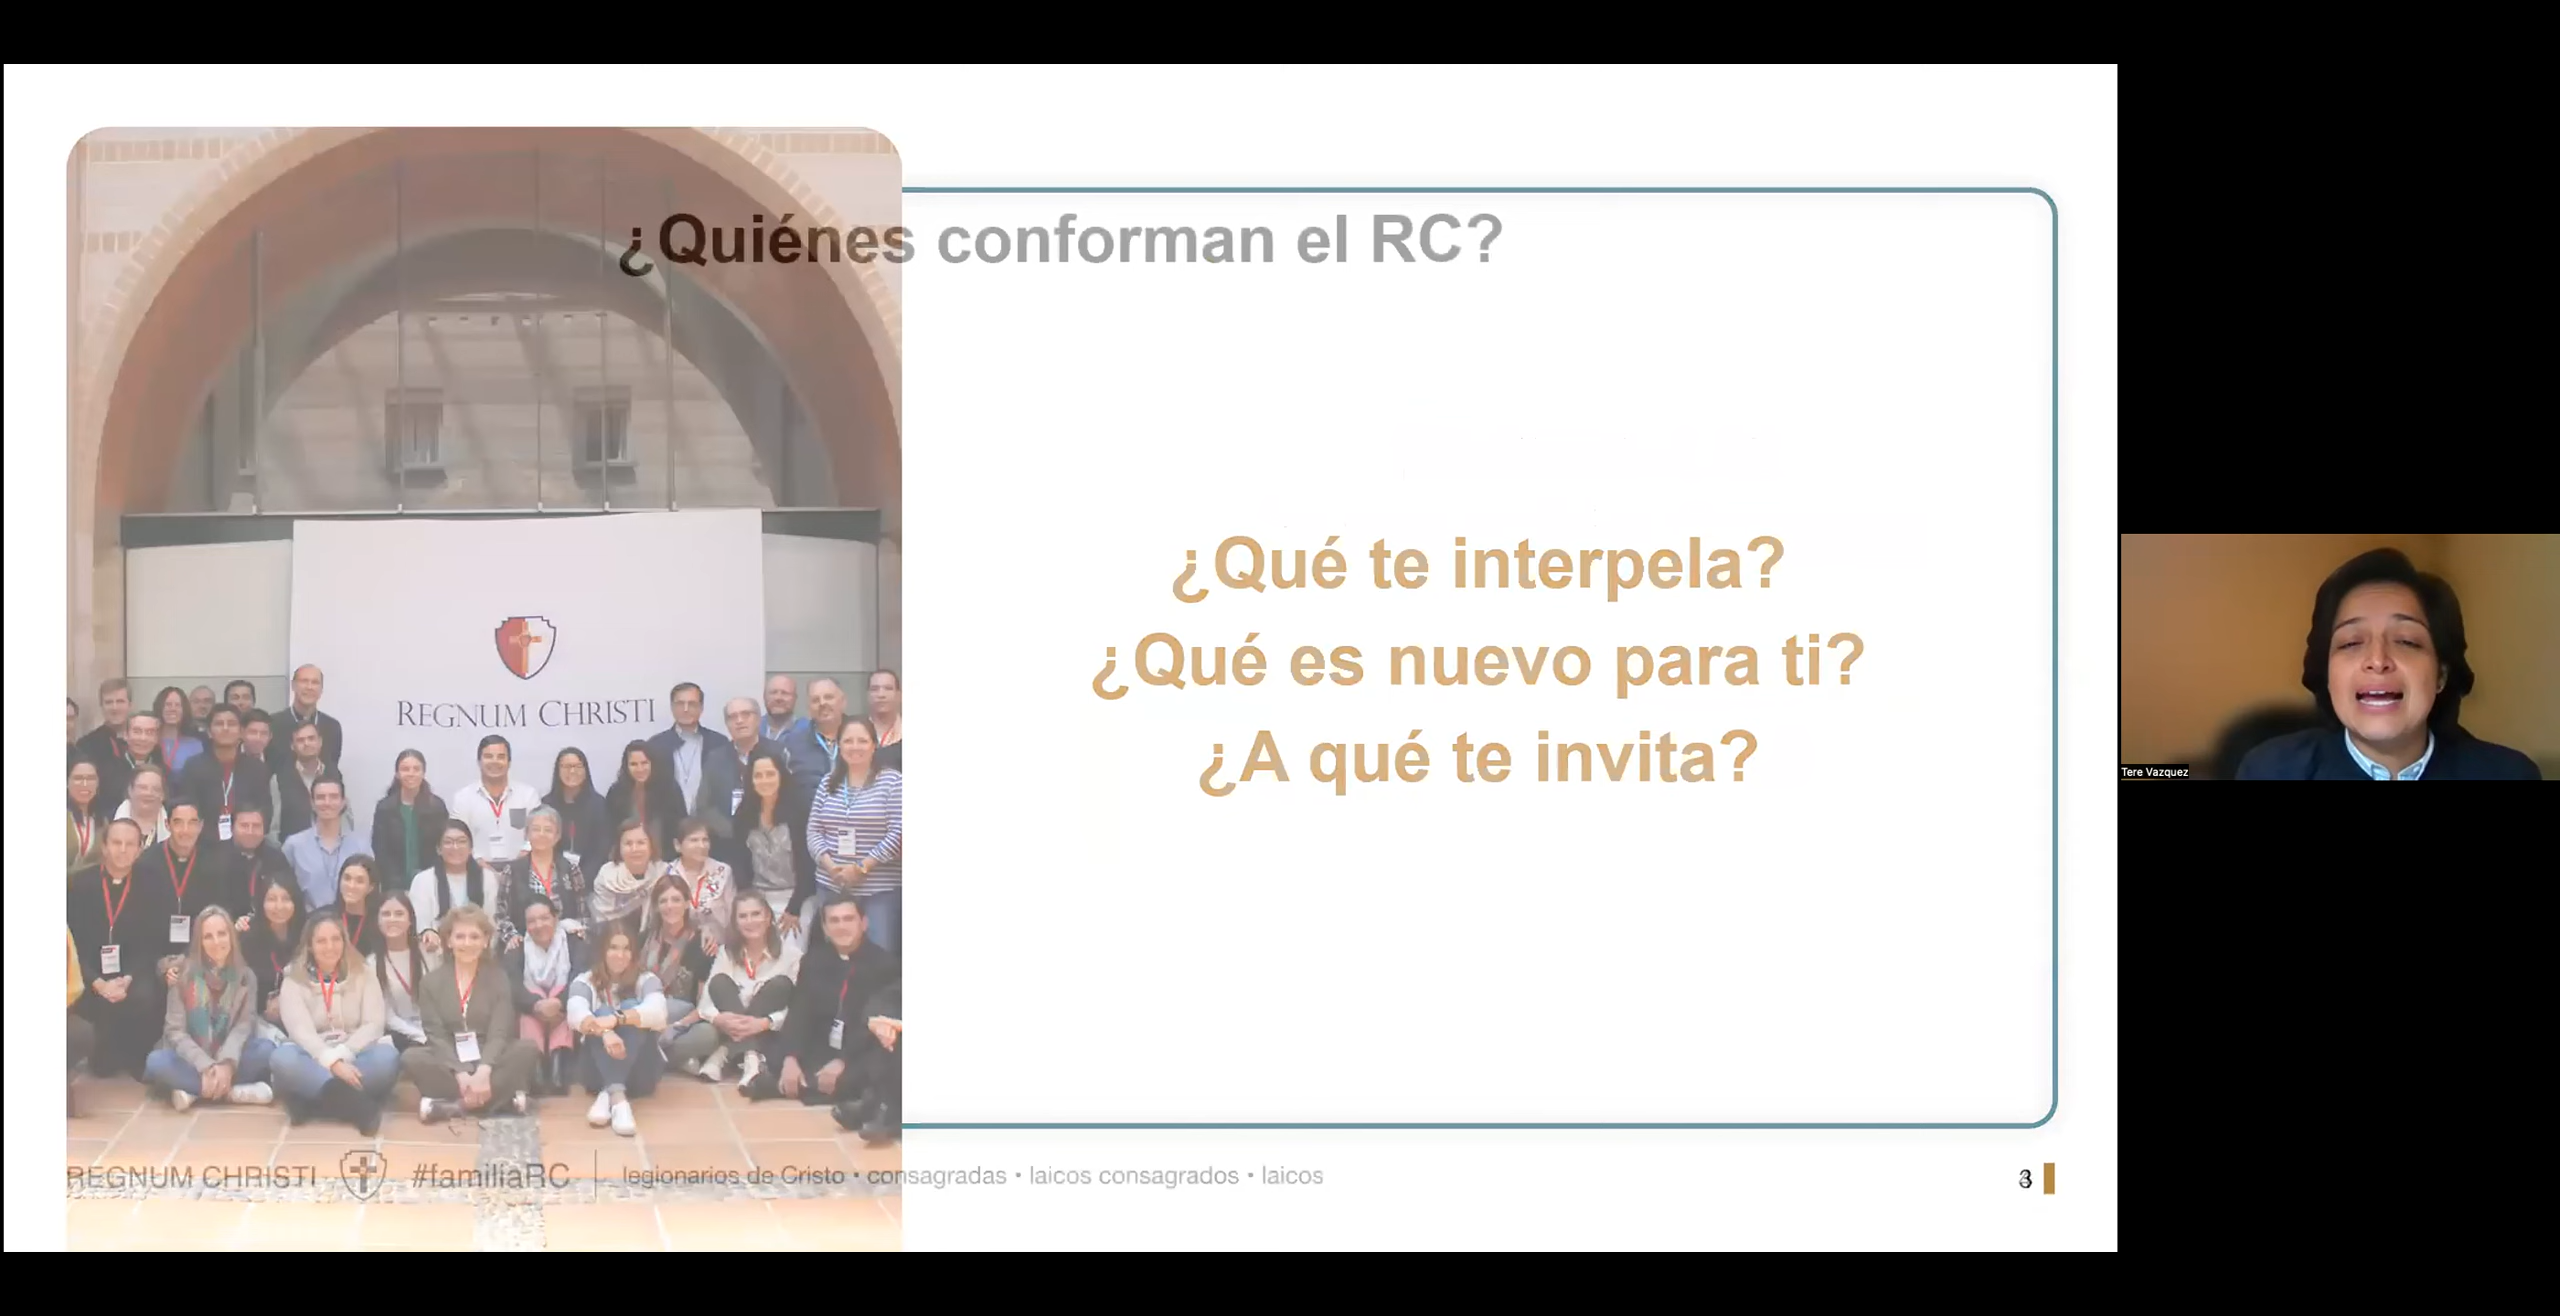 ¿Quiénes conforman el RC?
¿Qué te interpela?
¿Qué es nuevo para ti?
¿A qué te invita?
REGNUM CHRISTI
REGNUM CHRISTI #familiaRC legionarios de Cristo • consagradas • laicos consagrados • laicos
Tere Vazquez